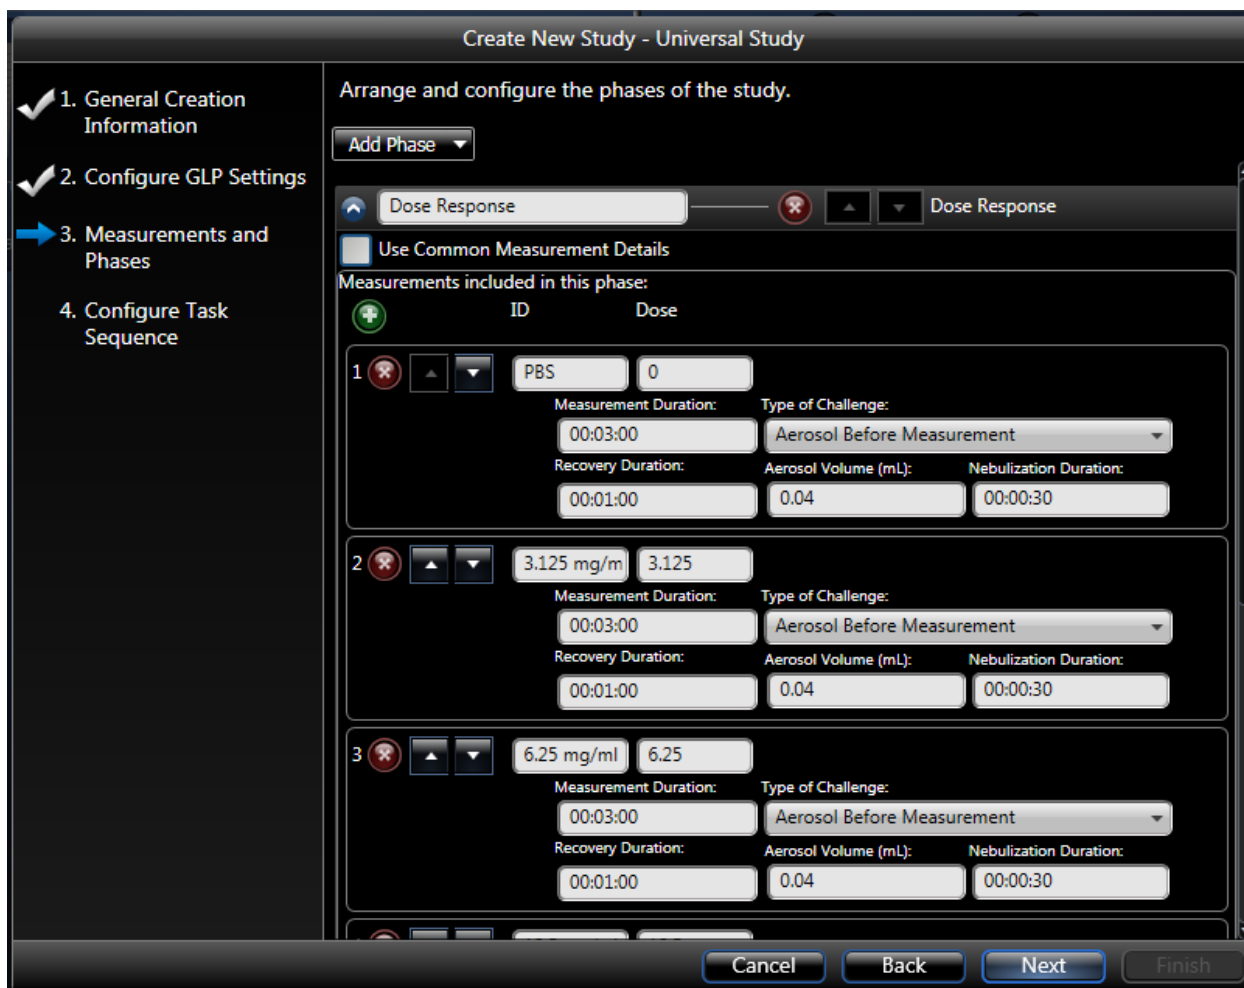 Create New Study - Universal Study
1. General Creation
Information
2. Configure GLP Settings
3. Measurements and
Phases
4. Configure Task
Sequence
Arrange and configure the phases of the study.
Add Phase
Dose Response Dose Response
Use Common Measurement Details
Measurements included in this phase:
ID Dose
1 PBS 0
Measurement Duration: Type of Challenge:
00:03:00 Aerosol Before Measurement
Recovery Duration: Aerosol Volume (mL): Nebulization Duration:
00:01:00 0.04 00:00:30
2 3.125 mg/m 3.125
Measurement Duration: Type of Challenge:
00:03:00 Aerosol Before Measurement
Recovery Duration: Aerosol Volume (mL): Nebulization Duration:
00:01:00 0.04 00:00:30
3 6.25 mg/ml 6.25
Measurement Duration: Type of Challenge:
00:03:00 Aerosol Before Measurement
Recovery Duration: Aerosol Volume (mL): Nebulization Duration:
00:01:00 0.04 00:00:30
Cancel Back Next Finish